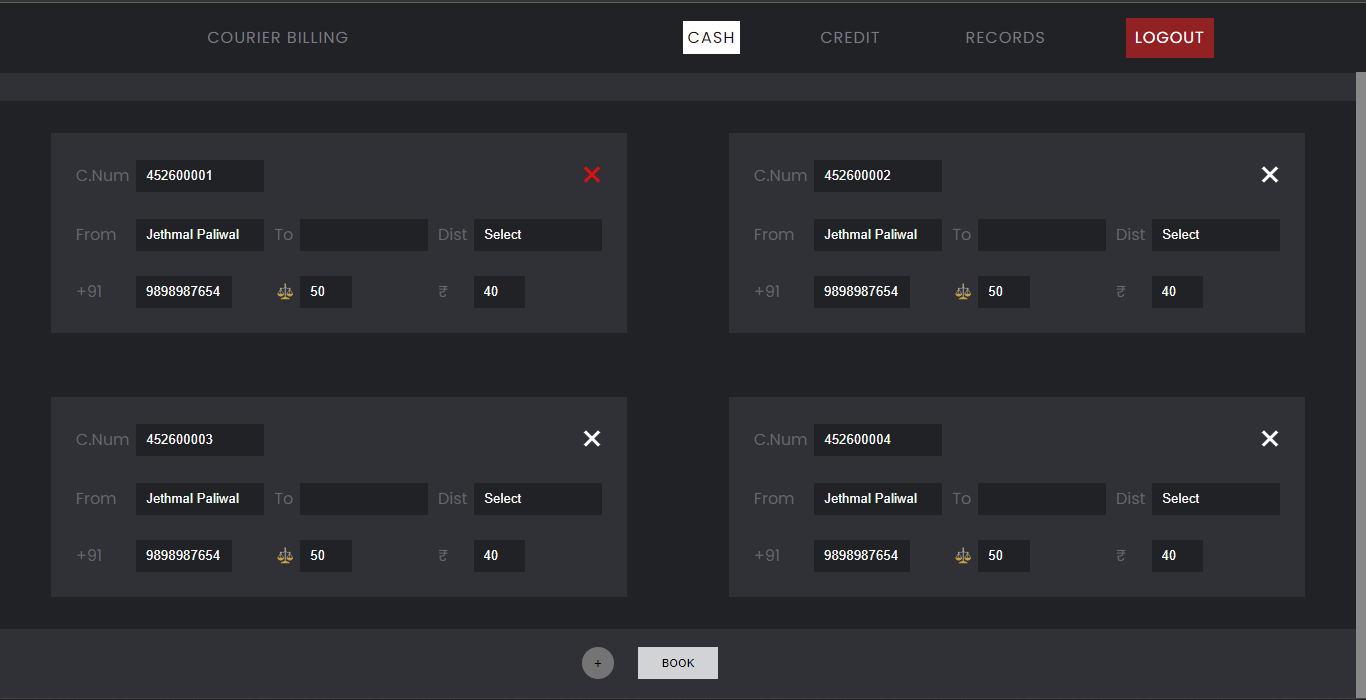 COURIER BILLING CASH CREDIT RECORDS LOGOUT
C.Num 452600001 ✕
From Jethmal Paliwal To Dist Select
+91 9898987654 50 ₹ 40
C.Num 452600002 ✕
From Jethmal Paliwal To Dist Select
+91 9898987654 50 ₹ 40
C.Num 452600003 ✕
From Jethmal Paliwal To Dist Select
+91 9898987654 50 ₹ 40
C.Num 452600004 ✕
From Jethmal Paliwal To Dist Select
+91 9898987654 50 ₹ 40
+ BOOK